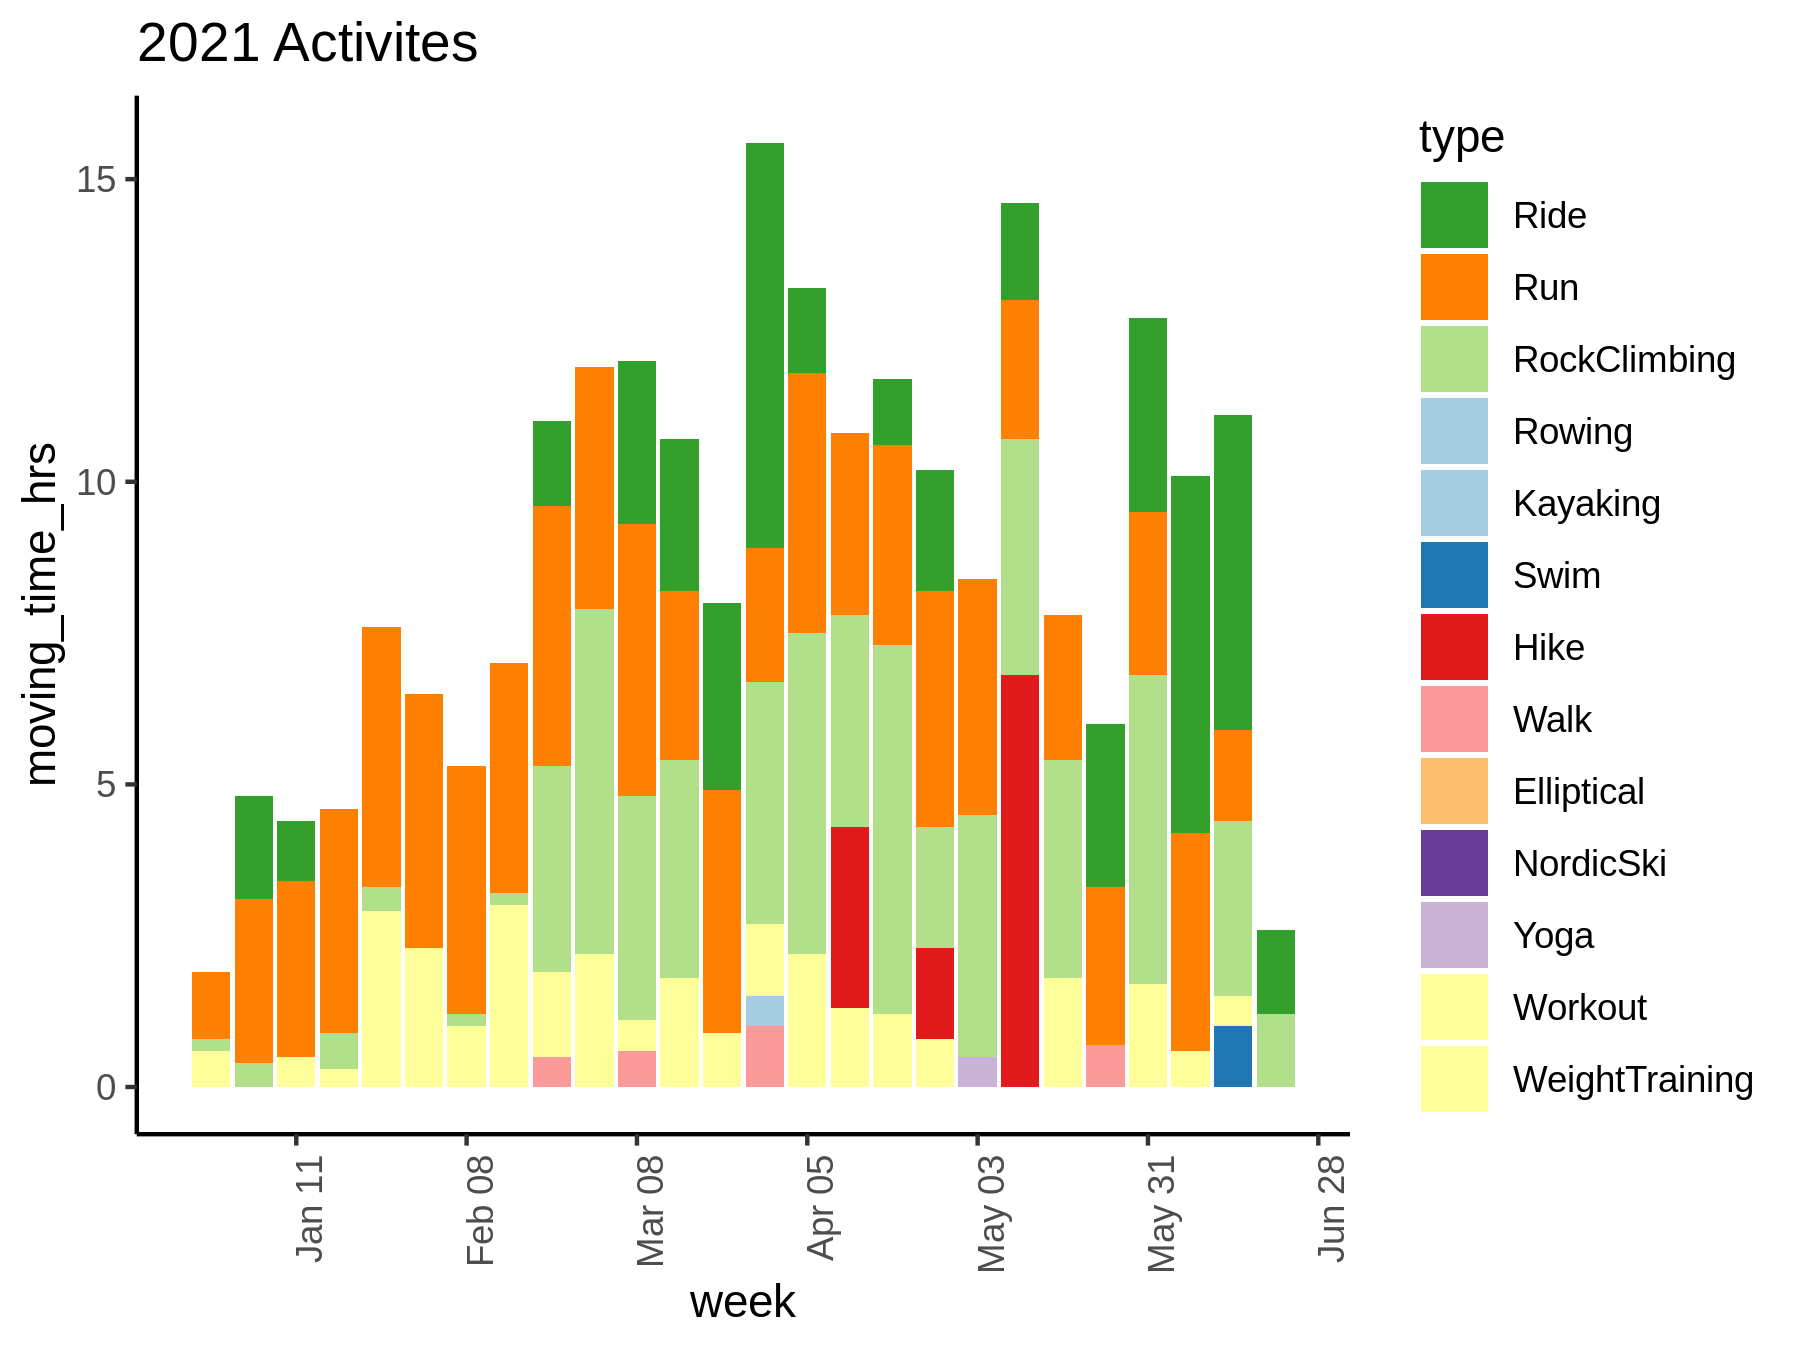 2021 Activites
15
10
5
0
moving_time_hrs
Jan 11
Feb 08
Mar 08
Apr 05
May 03
May 31
Jun 28
week
type
Ride
Run
RockClimbing
Rowing
Kayaking
Swim
Hike
Walk
Elliptical
NordicSki
Yoga
Workout
WeightTraining